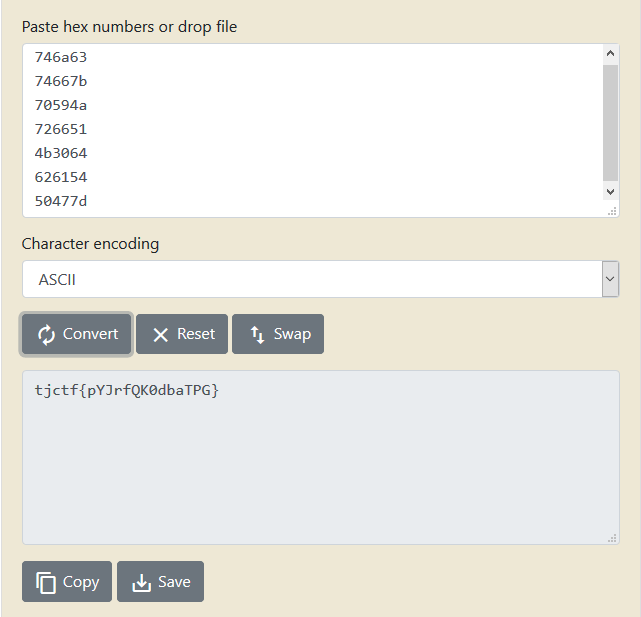 Paste hex numbers or drop file
746a63
74667b
70594a
726651
4b3064
626154
50477d
Character encoding
ASCII
Convert Reset Swap
tjctf{pYJrfQK0dbaTPG}
Copy Save